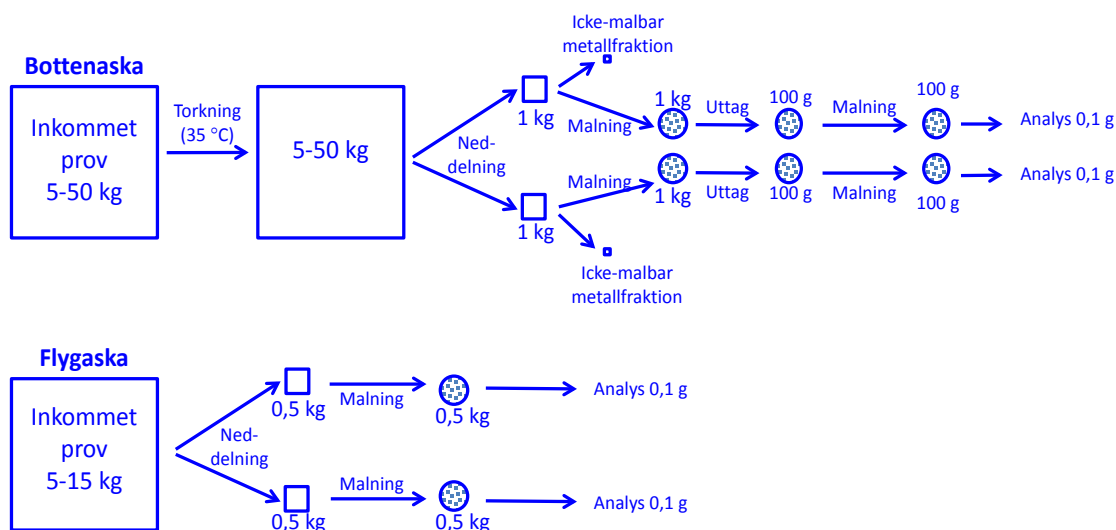 Bottenaska
Inkommet
prov
5-50 kg
Torkning
(35 °C)
5-50 kg
Ned-
delning
1 kg
Icke-malbar
metallfraktion
Malning
1 kg
Uttag
100 g
Malning
100 g
Analys 0,1 g
1 kg
Malning
1 kg
Uttag
100 g
Malning
100 g
Analys 0,1 g
Icke-malbar
metallfraktion
Flygaska
Inkommet
prov
5-15 kg
Ned-
delning
0,5 kg
Malning
0,5 kg
Analys 0,1 g
0,5 kg
Malning
0,5 kg
Analys 0,1 g